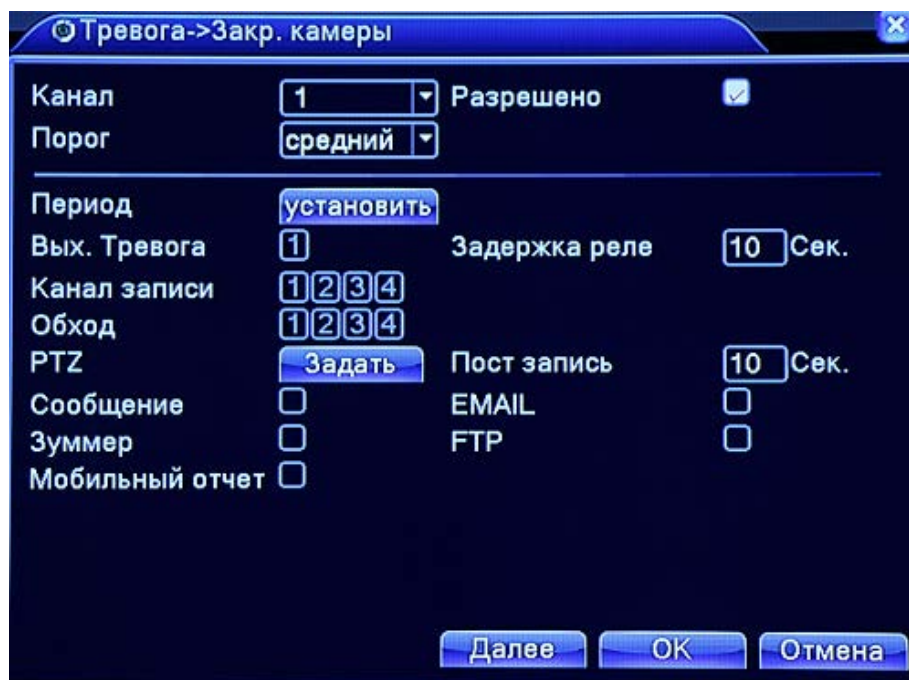 Тревога->Закр. камеры
Канал 1 Разрешено
Порог средний
Период установить
Вых. Тревога 1 Задержка реле 10 Сек.
Канал записи 1 2 3 4
Обход 1 2 3 4
PTZ Задать Пост запись 10 Сек.
Сообщение EMAIL
Зуммер FTP
Мобильный отчет
Далее OK Отмена